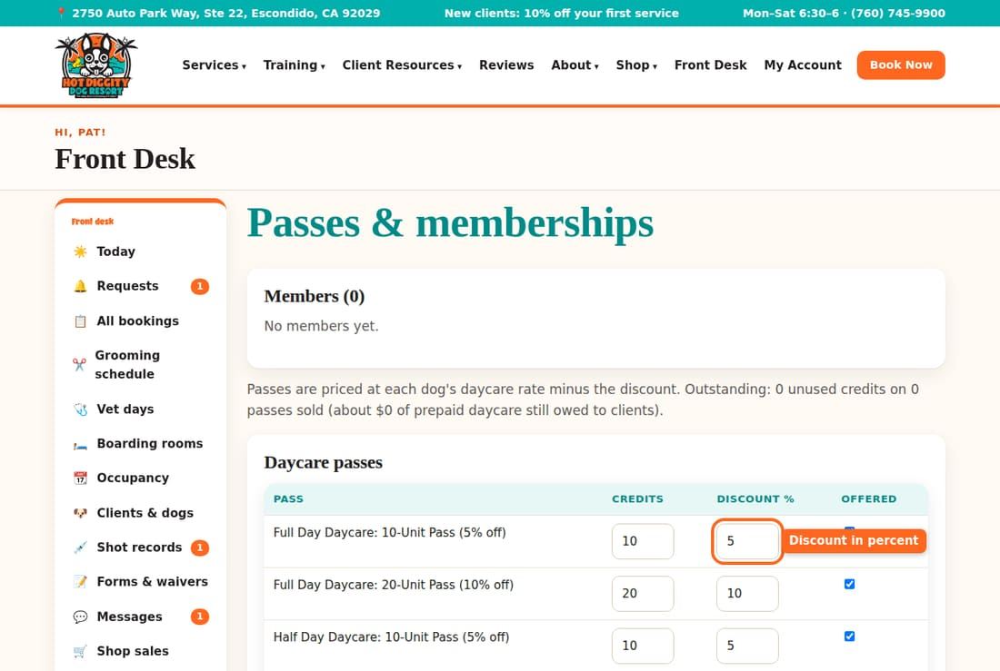 📍 2750 Auto Park Way, Ste 22, Escondido, CA 92029
New clients: 10% off your first service
Mon–Sat 6:30–6 · (760) 745-9900
HOT DIGGITY
DOG RESORT
Services ▾
Training ▾
Client Resources ▾
Reviews
About ▾
Shop ▾
Front Desk
My Account
Book Now
HI, PAT!
Front Desk
Front desk
Today
Requests 1
All bookings
Grooming
schedule
Vet days
Boarding rooms
Occupancy
Clients & dogs
Shot records 1
Forms & waivers
Messages 1
Shop sales
Passes & memberships
Members (0)
No members yet.
Passes are priced at each dog's daycare rate minus the discount. Outstanding: 0 unused credits on 0
passes sold (about $0 of prepaid daycare still owed to clients).
Daycare passes
PASS CREDITS DISCOUNT % OFFERED
Full Day Daycare: 10-Unit Pass (5% off) 10 5 Discount in percent
Full Day Daycare: 20-Unit Pass (10% off) 20 10
Half Day Daycare: 10-Unit Pass (5% off) 10 5